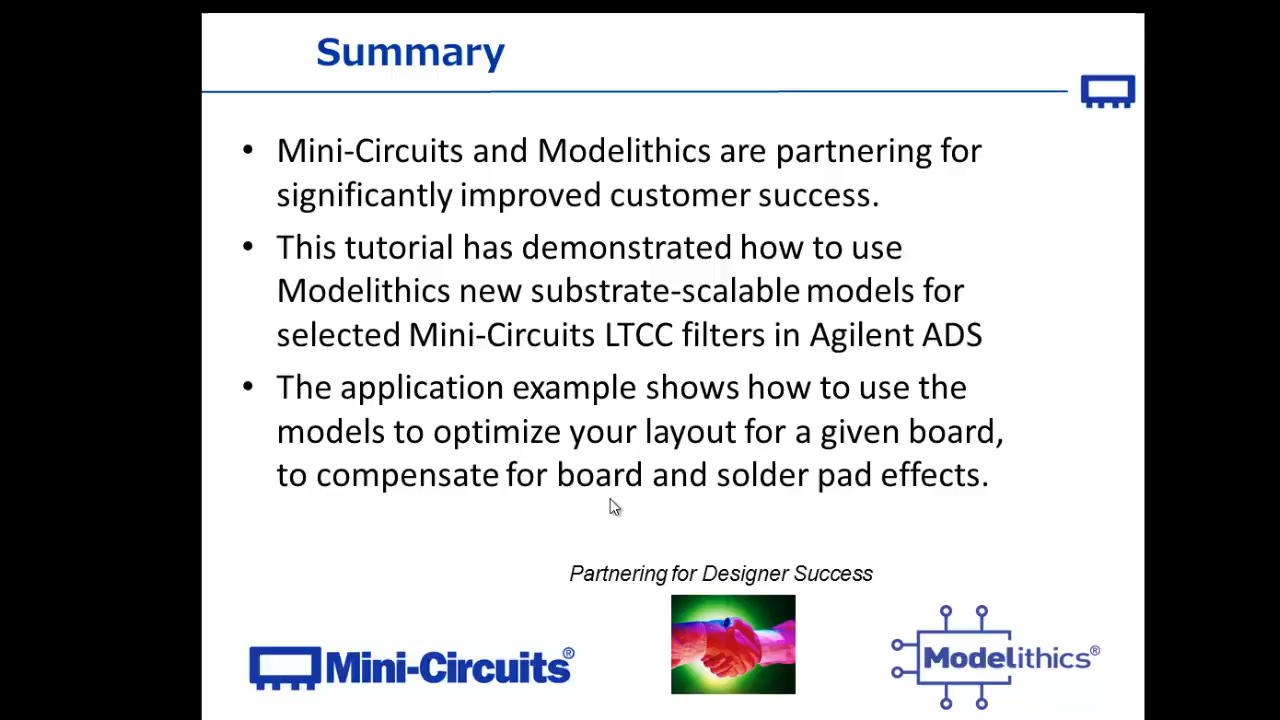 Summary
• Mini-Circuits and Modelithics are partnering for
significantly improved customer success.
• This tutorial has demonstrated how to use
Modelithics new substrate-scalable models for
selected Mini-Circuits LTCC filters in Agilent ADS
• The application example shows how to use the
models to optimize your layout for a given board,
to compensate for board and solder pad effects.
Partnering for Designer Success
Mini-Circuits®
Modelithics®